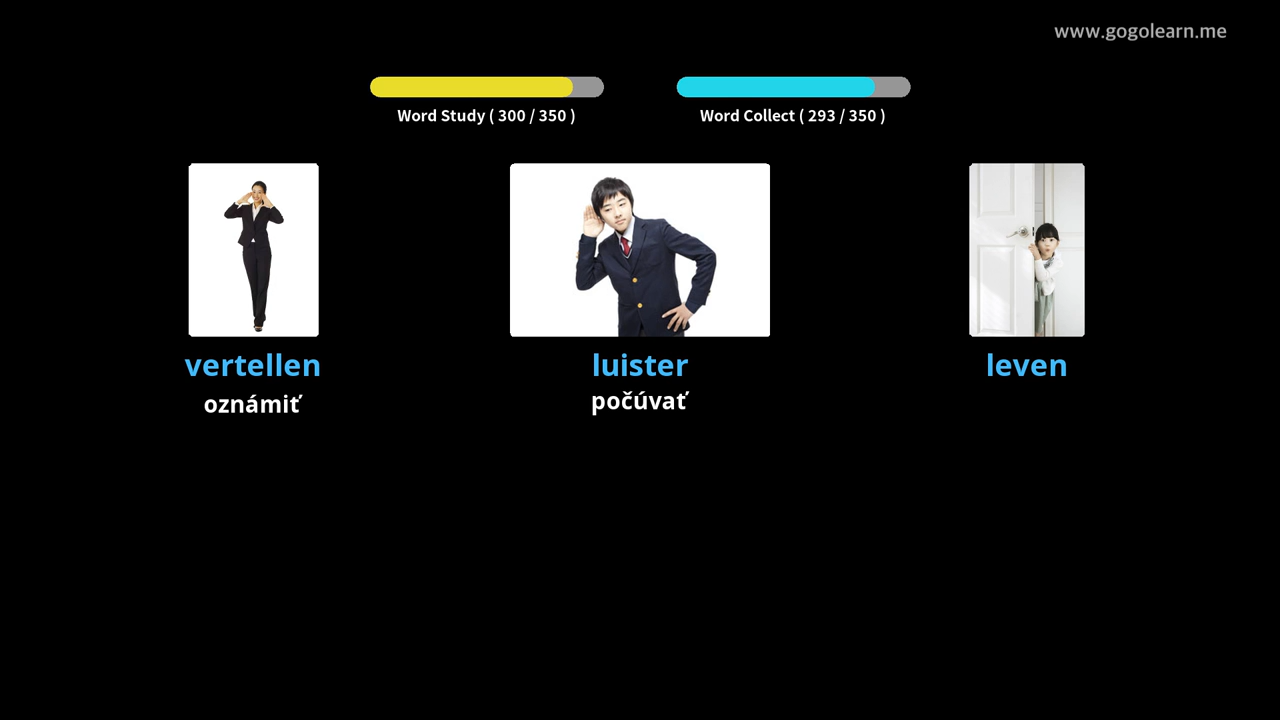 www.gogolearn.me
Word Study ( 300 / 350 )
Word Collect ( 293 / 350 )
vertellen
oznámiť
luister
počúvať
leven